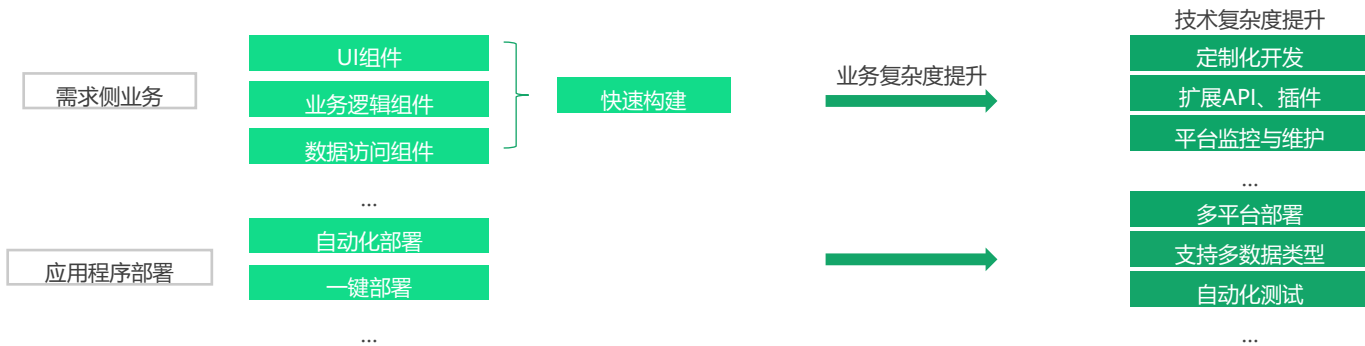 技术复杂度提升
需求侧业务
UI组件
业务逻辑组件
数据访问组件
...
快速构建
业务复杂度提升
定制化开发
扩展API、插件
平台监控与维护
...
应用程序部署
自动化部署
一键部署
...
多平台部署
支持多数据类型
自动化测试
...